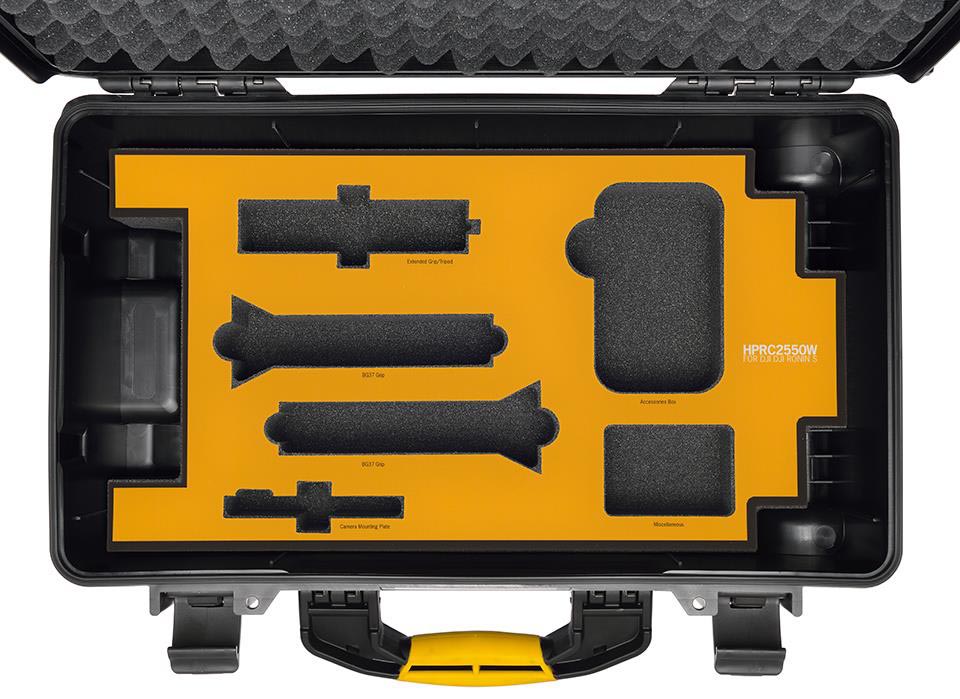 Extended Grip/Tripod
HPRC2550W
FOR DJI DJI RONIN S
BG37 Grip
Accessories Box
BG37 Grip
Camera Mounting Plate
Miscellaneous